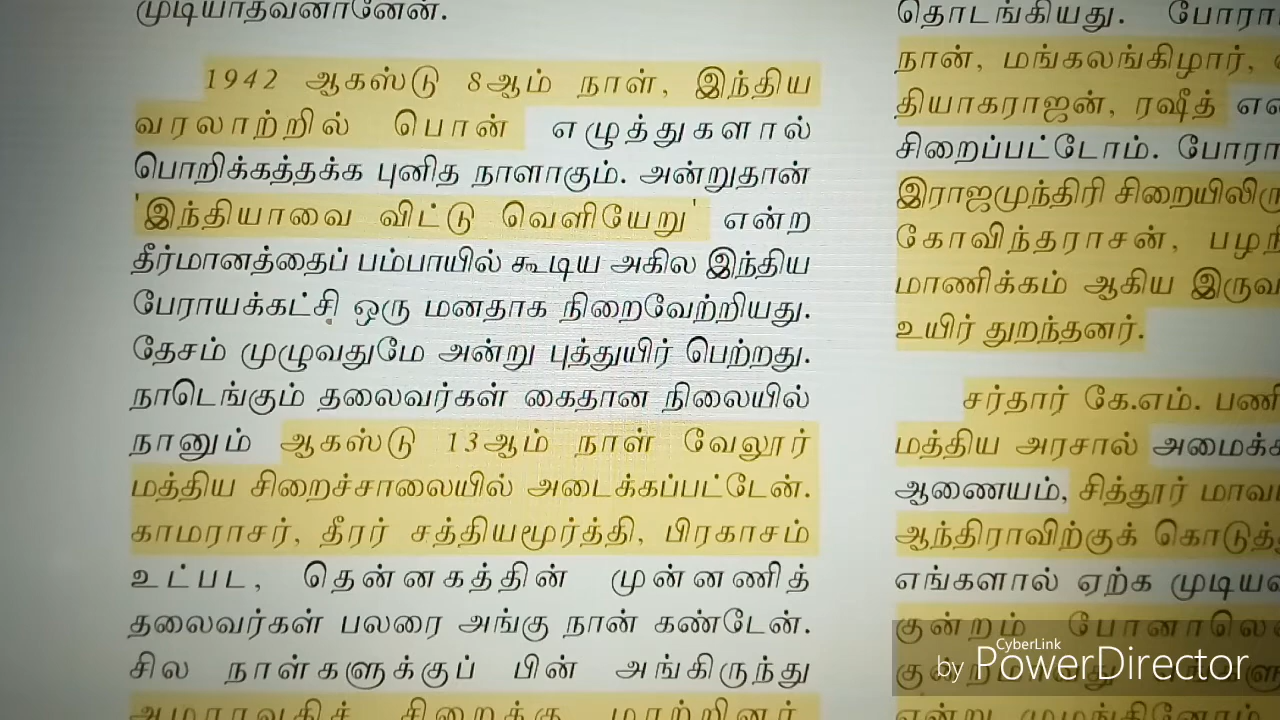 முடியாதவனானேன்.
1942 ஆகஸ்டு 8ஆம் நாள், இந்திய
வரலாற்றில் பொன் எழுத்துகளால்
பொறிக்கத்தக்க புனித நாளாகும். அன்றுதான்
'இந்தியாவை விட்டு வெளியேறு' என்ற
தீர்மானத்தைப் பம்பாயில் கூடிய அகில இந்திய
பேராயக்கட்சி ஒரு மனதாக நிறைவேற்றியது.
தேசம் முழுவதுமே அன்று புத்துயிர் பெற்றது.
நாடெங்கும் தலைவர்கள் கைதான நிலையில்
நானும் ஆகஸ்டு 13ஆம் நாள் வேலூர்
மத்திய சிறைச்சாலையில் அடைக்கப்பட்டேன்.
காமராசர், தீரர் சத்தியமூர்த்தி, பிரகாசம்
உட்பட, தென்னகத்தின் முன்னணித்
தலைவர்கள் பலரை அங்கு நான் கண்டேன்.
சில நாள்களுக்குப் பின் அங்கிருந்து
அமராவதிச் சிறைக்கு மாற்றினர்.
தொடங்கியது.
நான், மங்கலங்கிழார்,
தியாகராஜன், ரஷீத்
சிறைப்பட்டோம்.
இராஜமுந்திரி
கோவிந்தராசன்,
மாணிக்கம் ஆகிய
உயிர் துறந்தனர்.
சர்தார் கே.எம்.
மத்திய அரசால்
ஆணையம், சித்தூர்
ஆந்திராவிற்குக்
எங்களால் ஏற்க
குன்றம்
CyberLink
by PowerDirector